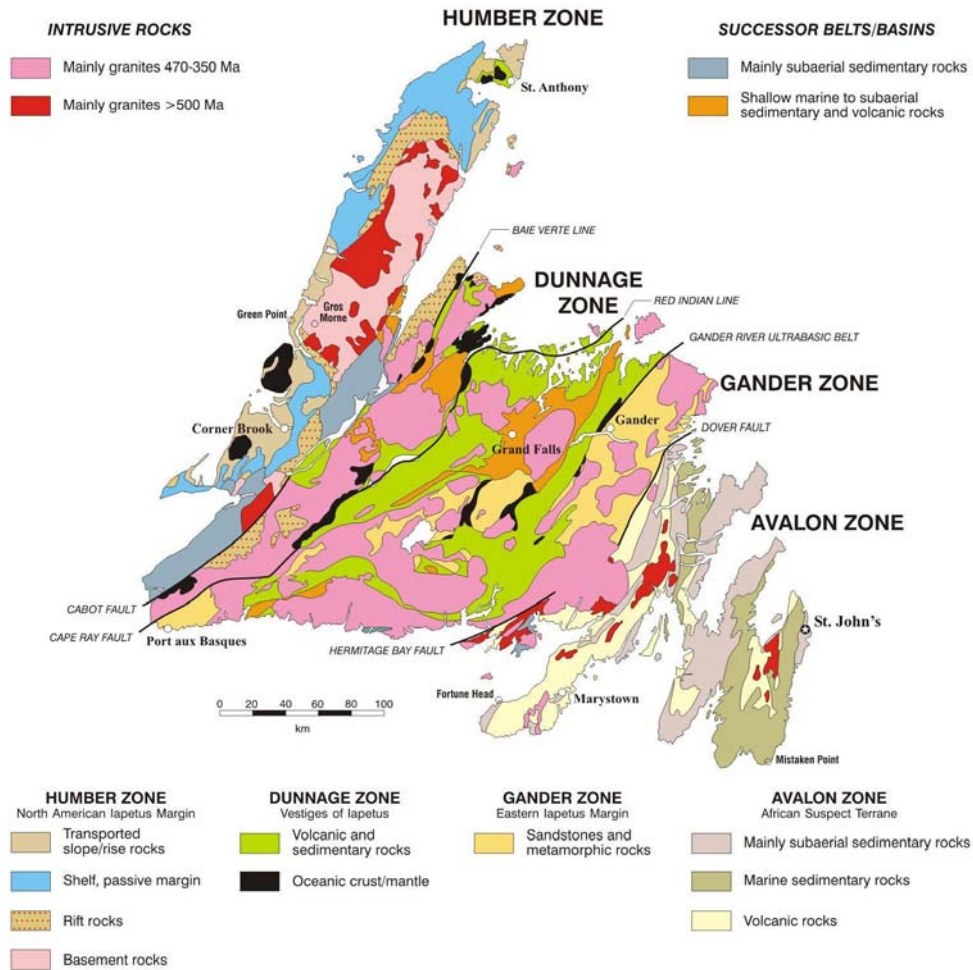 HUMBER ZONE
INTRUSIVE ROCKS
Mainly granites 470-350 Ma
Mainly granites >500 Ma
SUCCESSOR BELTS/BASINS
Mainly subaerial sedimentary rocks
Shallow marine to subaerial
sedimentary and volcanic rocks
St. Anthony
BAIE VERTE LINE
DUNNAGE
ZONE
RED INDIAN LINE
Green Point
Gros
Morne
GANDER RIVER ULTRABASIC BELT
GANDER ZONE
Corner Brook
Gander
DOVER FAULT
Grand Falls
AVALON ZONE
CABOT FAULT
CAPE RAY FAULT
Port aux Basques
HERMITAGE BAY FAULT
St. John's
Fortune Head
Marystown
0 20 40 60 80 100
km
Mistaken Point
HUMBER ZONE
North American Iapetus Margin
Transported
slope/rise rocks
Shelf, passive margin
Rift rocks
Basement rocks
DUNNAGE ZONE
Vestiges of Iapetus
Volcanic and
sedimentary rocks
Oceanic crust/mantle
GANDER ZONE
Eastern Iapetus Margin
Sandstones and
metamorphic rocks
AVALON ZONE
African Suspect Terrane
Mainly subaerial sedimentary rocks
Marine sedimentary rocks
Volcanic rocks